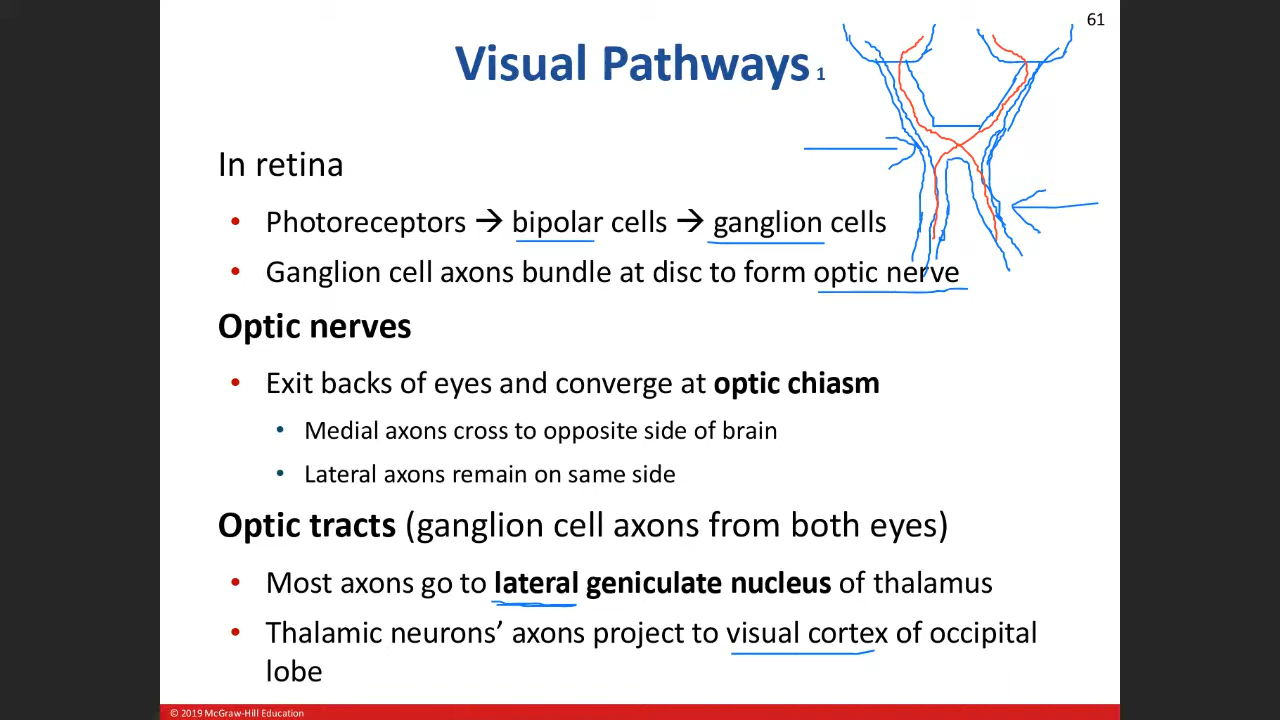 61
Visual Pathways 1
In retina
• Photoreceptors → bipolar cells → ganglion cells
• Ganglion cell axons bundle at disc to form optic nerve
Optic nerves
• Exit backs of eyes and converge at optic chiasm
• Medial axons cross to opposite side of brain
• Lateral axons remain on same side
Optic tracts (ganglion cell axons from both eyes)
• Most axons go to lateral geniculate nucleus of thalamus
• Thalamic neurons’ axons project to visual cortex of occipital
lobe
© 2019 McGraw-Hill Education